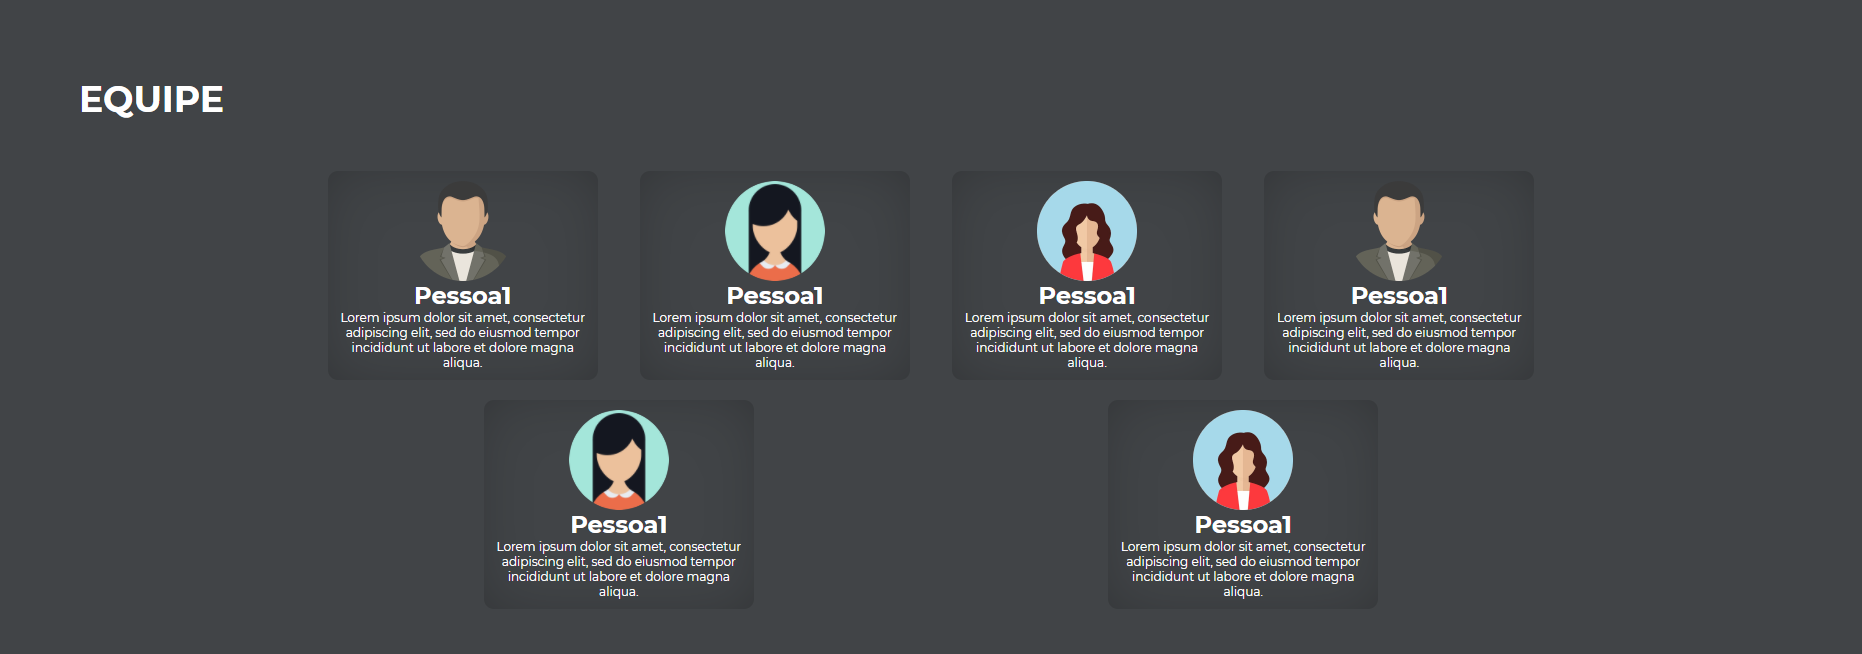 EQUIPE
Pessoa1
Lorem ipsum dolor sit amet, consectetur
adipiscing elit, sed do eiusmod tempor
incididunt ut labore et dolore magna
aliqua.
Pessoa1
Lorem ipsum dolor sit amet, consectetur
adipiscing elit, sed do eiusmod tempor
incididunt ut labore et dolore magna
aliqua.
Pessoa1
Lorem ipsum dolor sit amet, consectetur
adipiscing elit, sed do eiusmod tempor
incididunt ut labore et dolore magna
aliqua.
Pessoa1
Lorem ipsum dolor sit amet, consectetur
adipiscing elit, sed do eiusmod tempor
incididunt ut labore et dolore magna
aliqua.
Pessoa1
Lorem ipsum dolor sit amet, consectetur
adipiscing elit, sed do eiusmod tempor
incididunt ut labore et dolore magna
aliqua.
Pessoa1
Lorem ipsum dolor sit amet, consectetur
adipiscing elit, sed do eiusmod tempor
incididunt ut labore et dolore magna
aliqua.